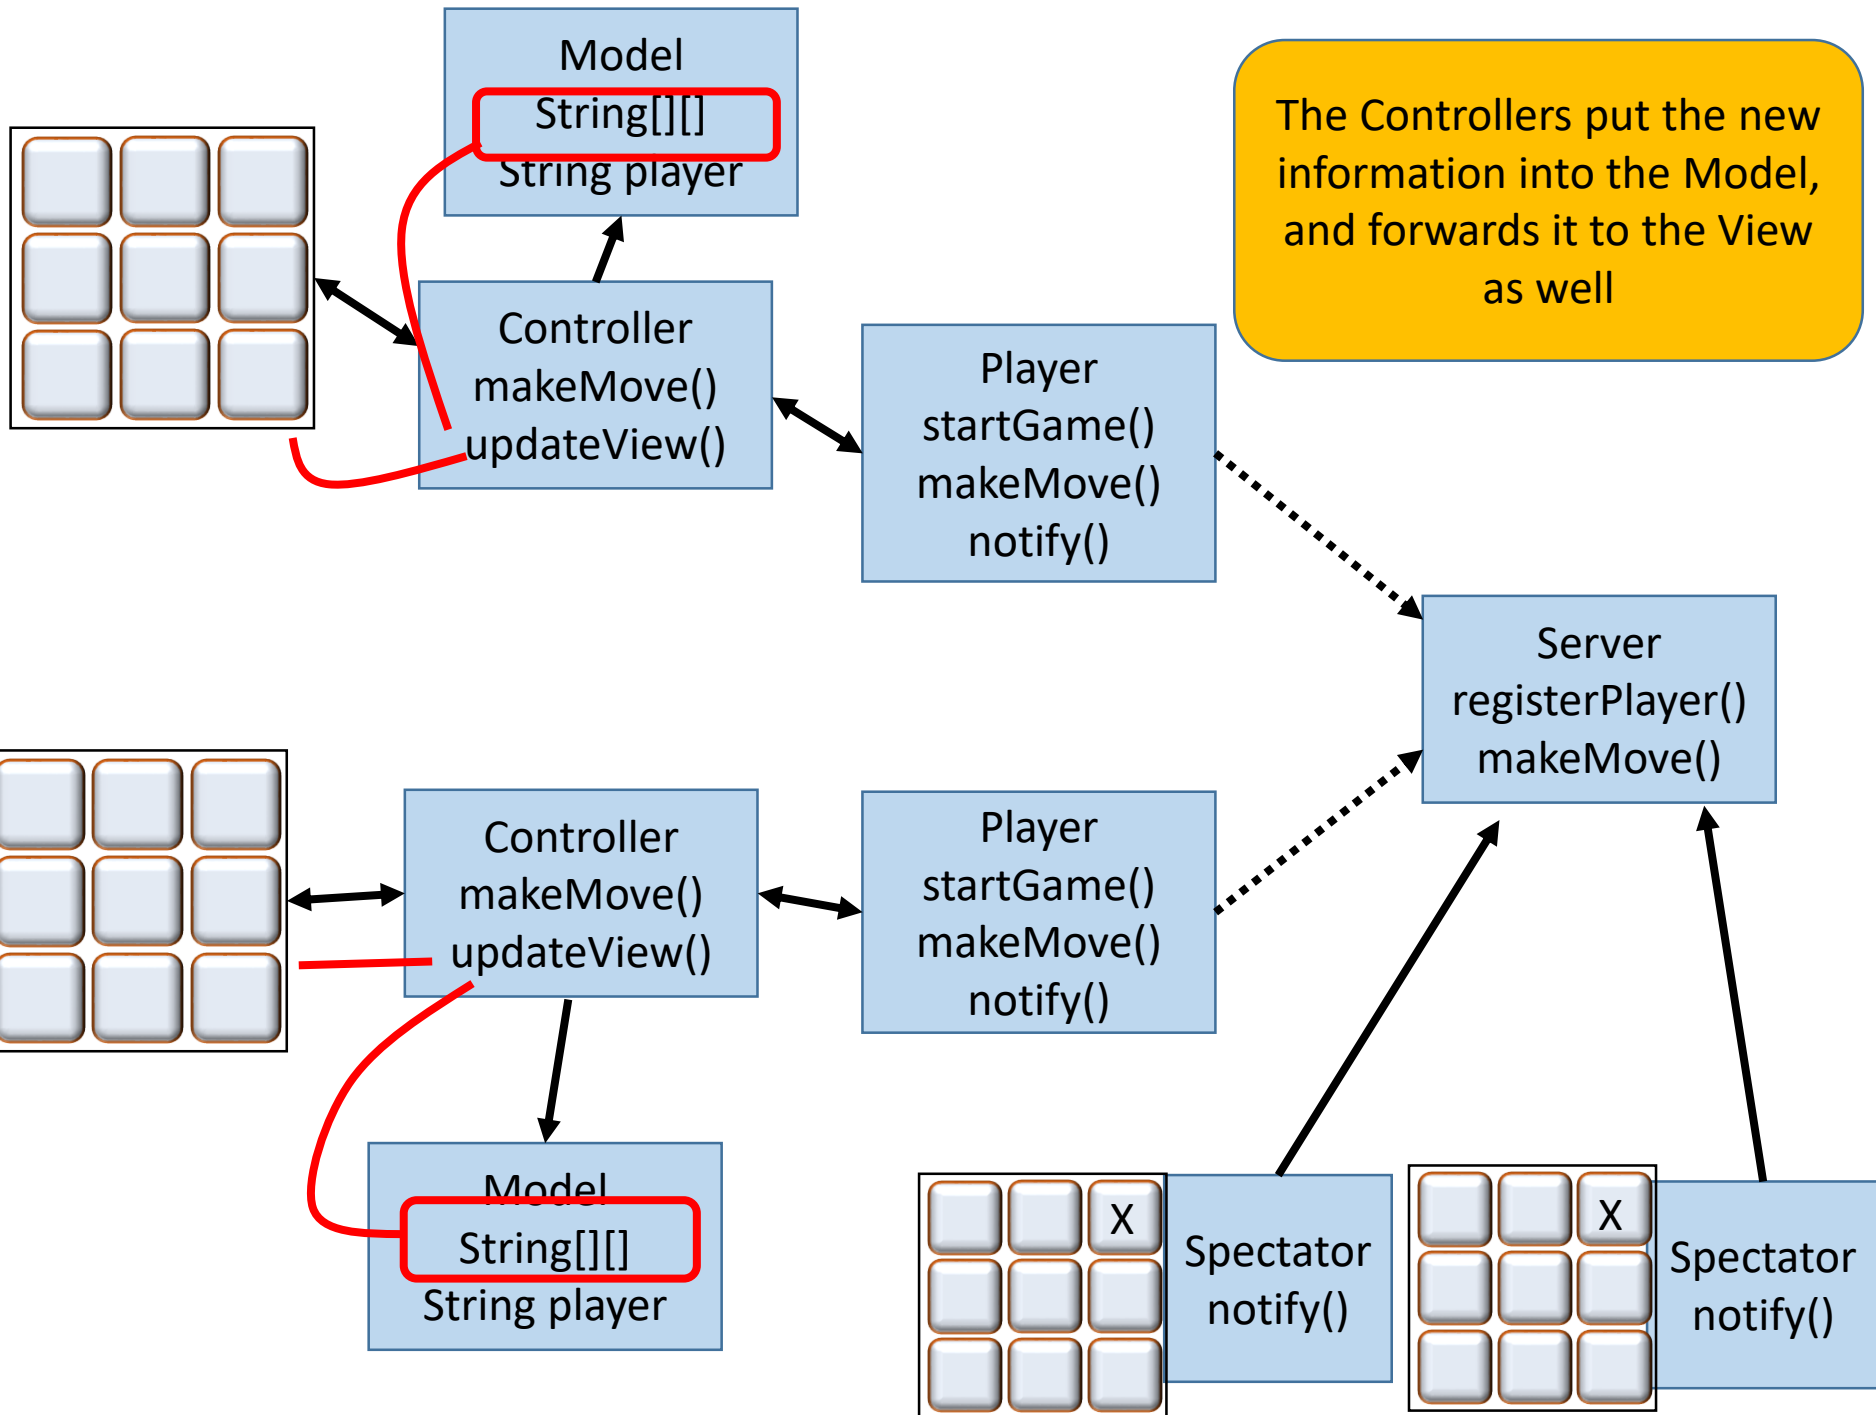 Model
String[][]
String player
The Controllers put the new
information into the Model,
and forwards it to the View
as well
Controller
makeMove()
updateView()
Player
startGame()
makeMove()
notify()
Server
registerPlayer()
makeMove()
Controller
makeMove()
updateView()
Player
startGame()
makeMove()
notify()
Model
String[][]
String player
X
Spectator
notify()
X
Spectator
notify()